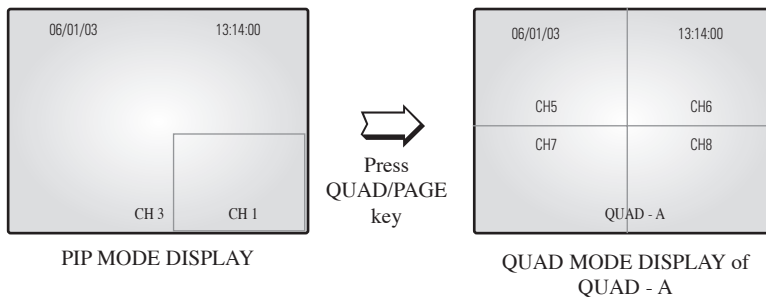 06/01/03 13:14:00
CH 3 CH 1
PIP MODE DISPLAY
Press
QUAD/PAGE
key
06/01/03 13:14:00
CH5 CH6
CH7 CH8
QUAD - A
QUAD MODE DISPLAY of
QUAD - A